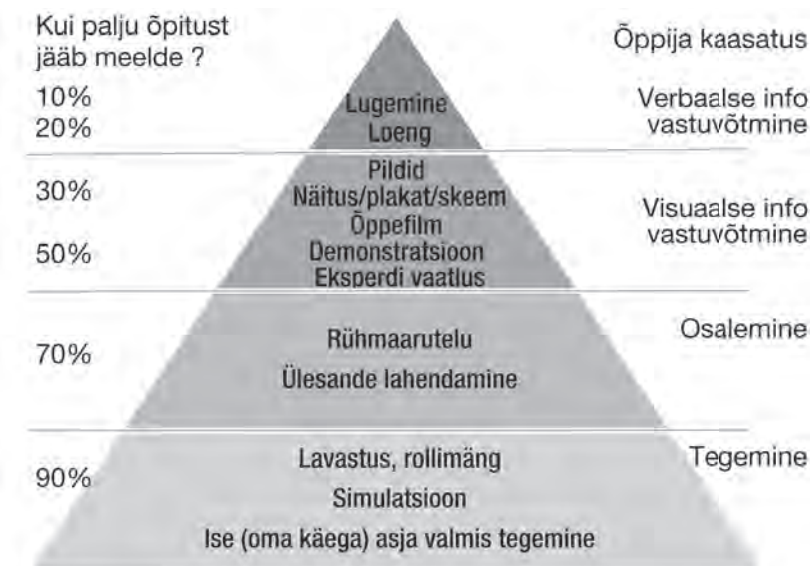 Kui palju õpitust
jääb meelde ?
Õppija kaasatus
10%
20%
Lugemine
Loeng
Verbaalse info
vastuvõtmine
30%
50%
Pildid
Näitus/plakat/skeem
Õppefilm
Demonstratsioon
Eksperdi vaatlus
Visuaalse info
vastuvõtmine
70%
Rühmaarutelu
Ülesande lahendamine
Osalemine
90%
Lavastus, rollimäng
Simulatsioon
Ise (oma käega) asja valmis tegemine
Tegemine